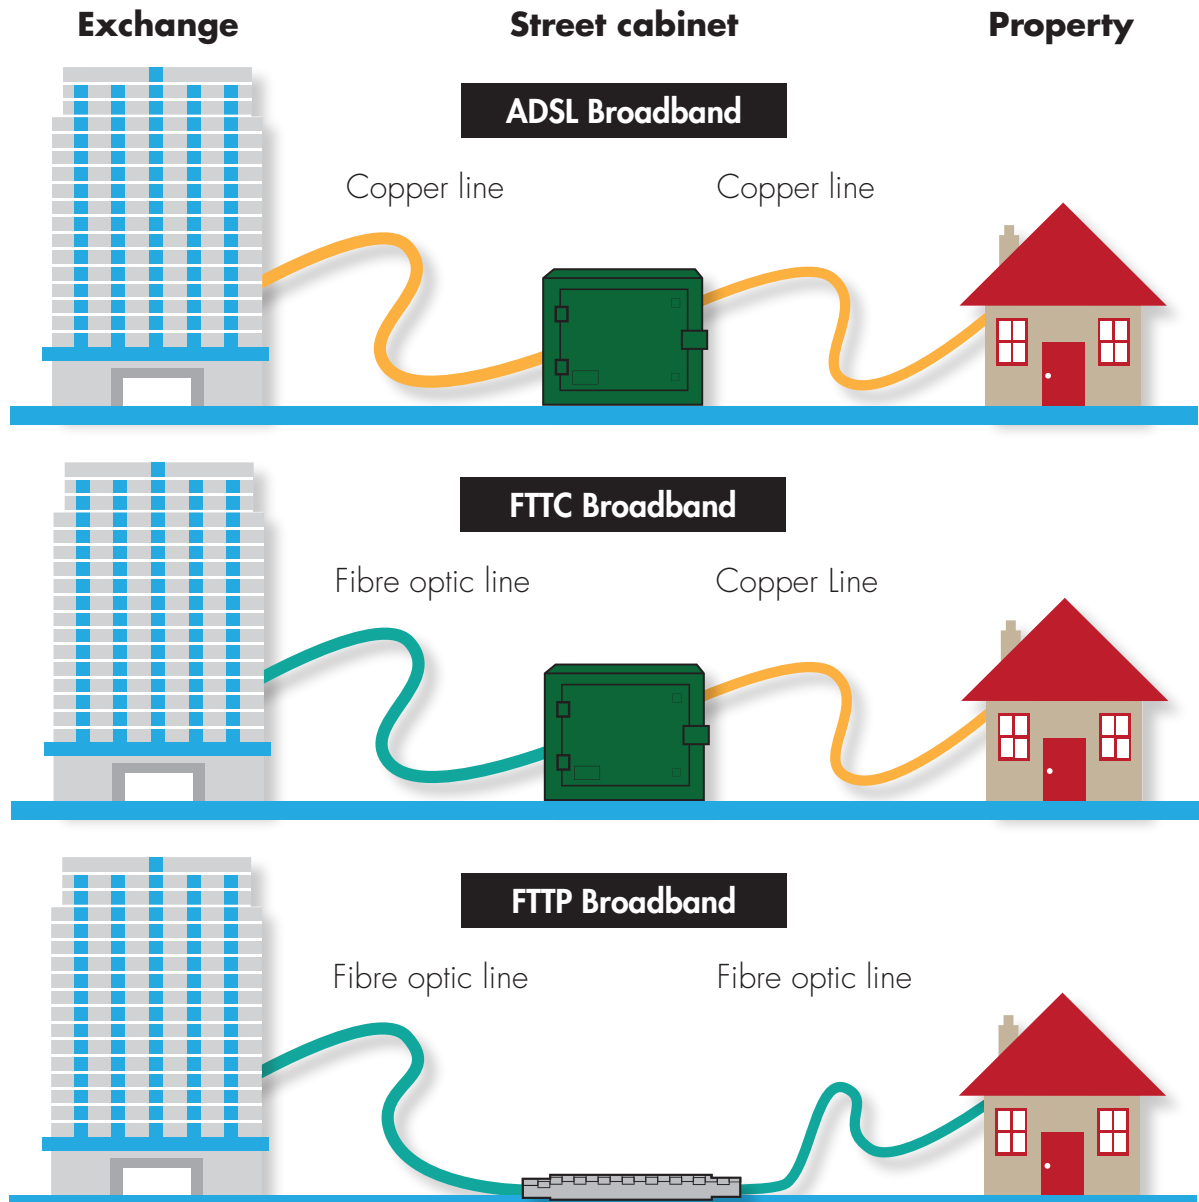 Exchange
Street cabinet
Property
ADSL Broadband
Copper line
Copper line
FTTC Broadband
Fibre optic line
Copper Line
FTTP Broadband
Fibre optic line
Fibre optic line